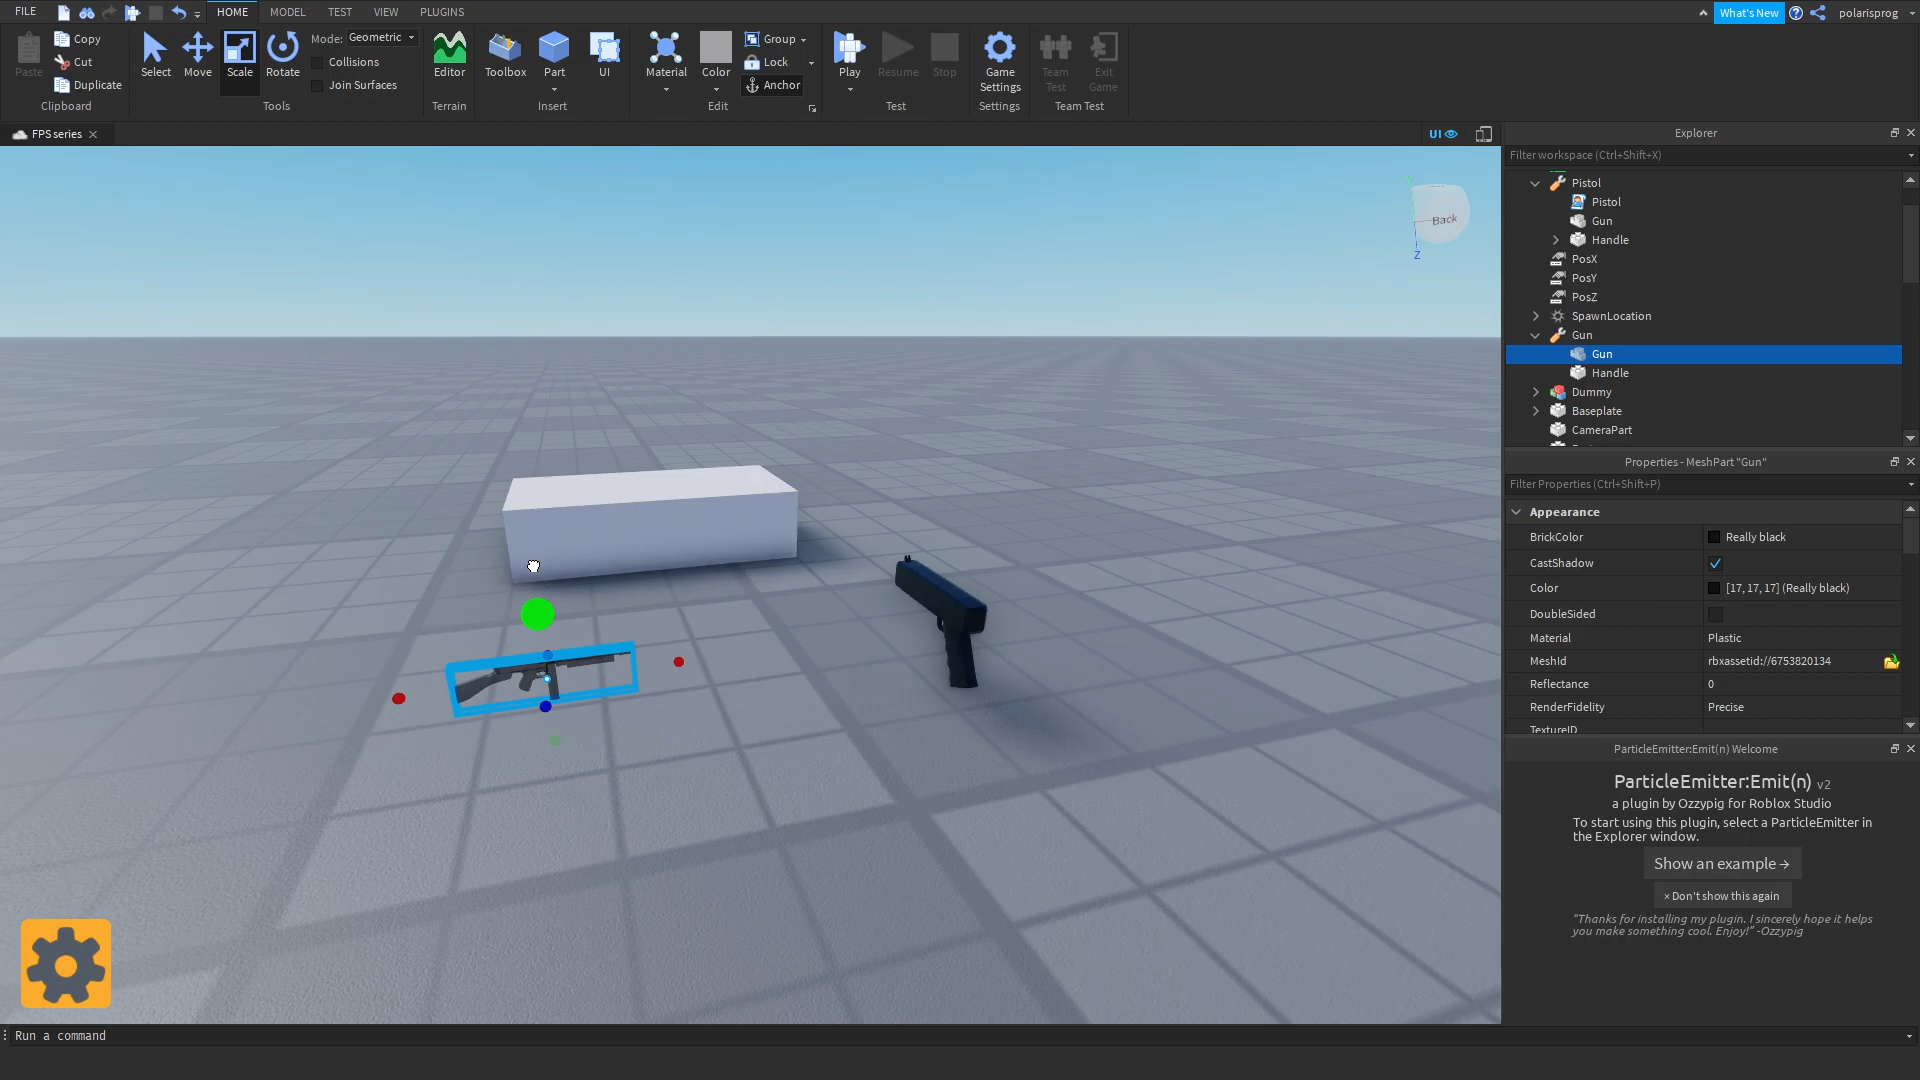 FILE
HOME
MODEL
TEST
VIEW
PLUGINS
What's New
polarisprog
Paste
Copy
Cut
Duplicate
Clipboard
Select
Move
Scale
Rotate
Mode: Geometric
Collisions
Join Surfaces
Tools
Editor
Terrain
Toolbox
Part
UI
Insert
Material
Color
Group
Lock
Anchor
Edit
Play
Resume
Stop
Test
Game
Settings
Settings
Team
Test
Exit
Game
Team Test
FPS series
UI
Back
Y
Z
Explorer
Filter workspace (Ctrl+Shift+X)
Pistol
Pistol
Gun
Handle
PosX
PosY
PosZ
SpawnLocation
Gun
Gun
Handle
Dummy
Baseplate
CameraPart
Properties - MeshPart "Gun"
Filter Properties (Ctrl+Shift+P)
Appearance
BrickColor Really black
CastShadow
Color [17, 17, 17] (Really black)
DoubleSided
Material Plastic
MeshId rbxassetid://6753820134
Reflectance 0
RenderFidelity Precise
TextureID
ParticleEmitter:Emit(n) Welcome
ParticleEmitter:Emit(n) v2
a plugin by Ozzypig for Roblox Studio
To start using this plugin, select a ParticleEmitter in
the Explorer window.
Show an example →
× Don't show this again
"Thanks for installing my plugin. I sincerely hope it helps
you make something cool. Enjoy!" -Ozzypig
Run a command